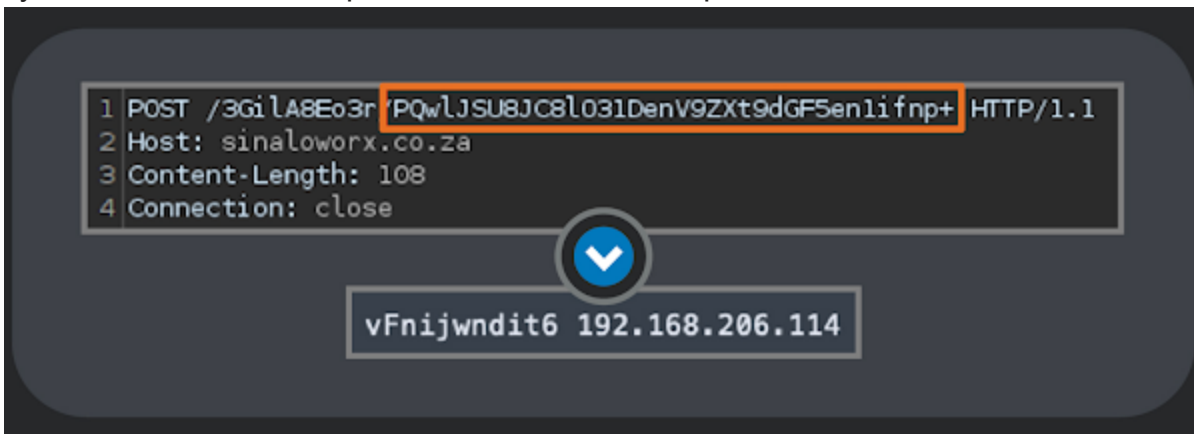 1 POST /3GilA8Eo3r/PQwlJSU8JC8lO31DenV9ZXt9dGF5en1ifnp+ HTTP/1.1
2 Host: sinaloworx.co.za
3 Content-Length: 108
4 Connection: close
vFnijwndit6 192.168.206.114